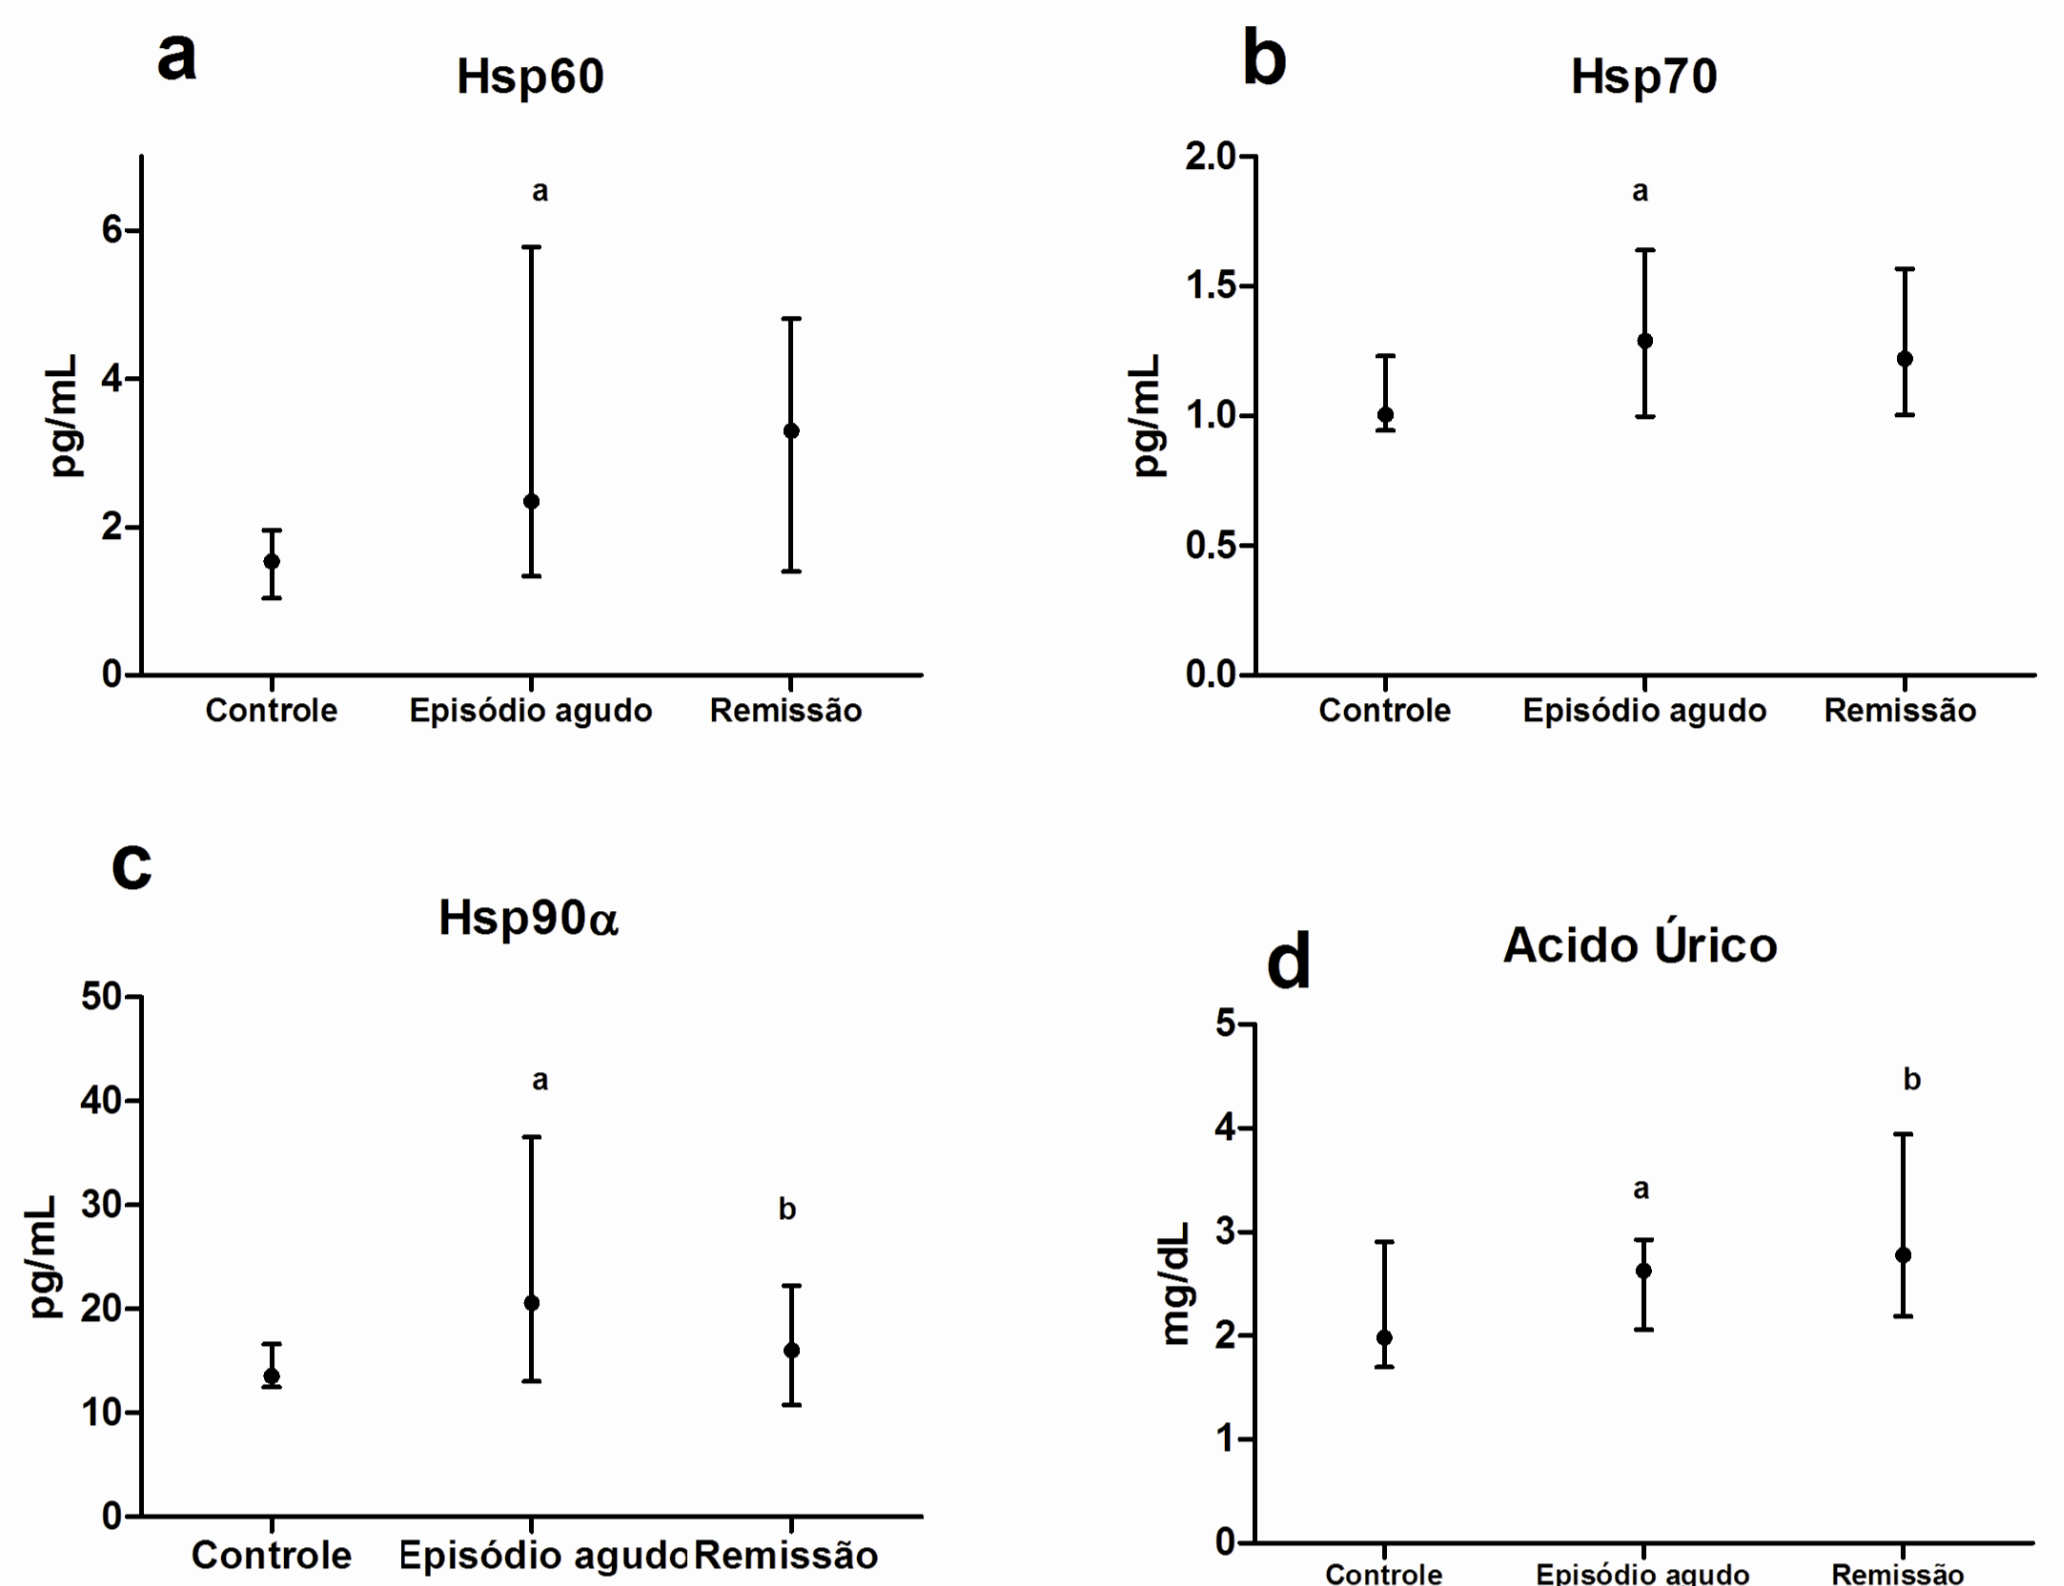 a
Hsp60
pg/mL
6
4
2
0
a
Controle
Episódio agudo
Remissão
b
Hsp70
pg/mL
2.0
1.5
1.0
0.5
0.0
a
Controle
Episódio agudo
Remissão
c
Hsp90α
pg/mL
50
40
30
20
10
0
a
b
Controle
Episódio agudo
Remissão
d
Acido Úrico
mg/dL
5
4
3
2
1
0
a
b
Controle
Episódio agudo
Remissão